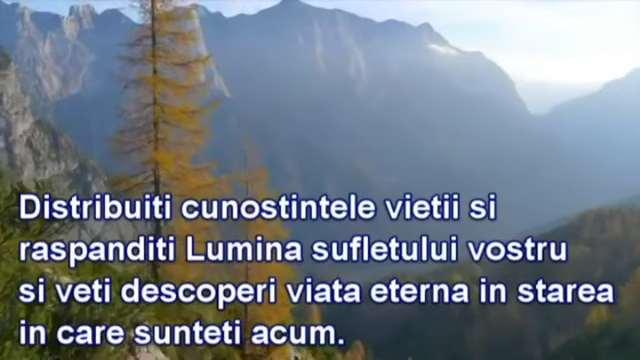 Distribuiti cunostintele vietii si
raspanditi Lumina sufletului vostru
si veti descoperi viata eterna in starea
in care sunteti acum.